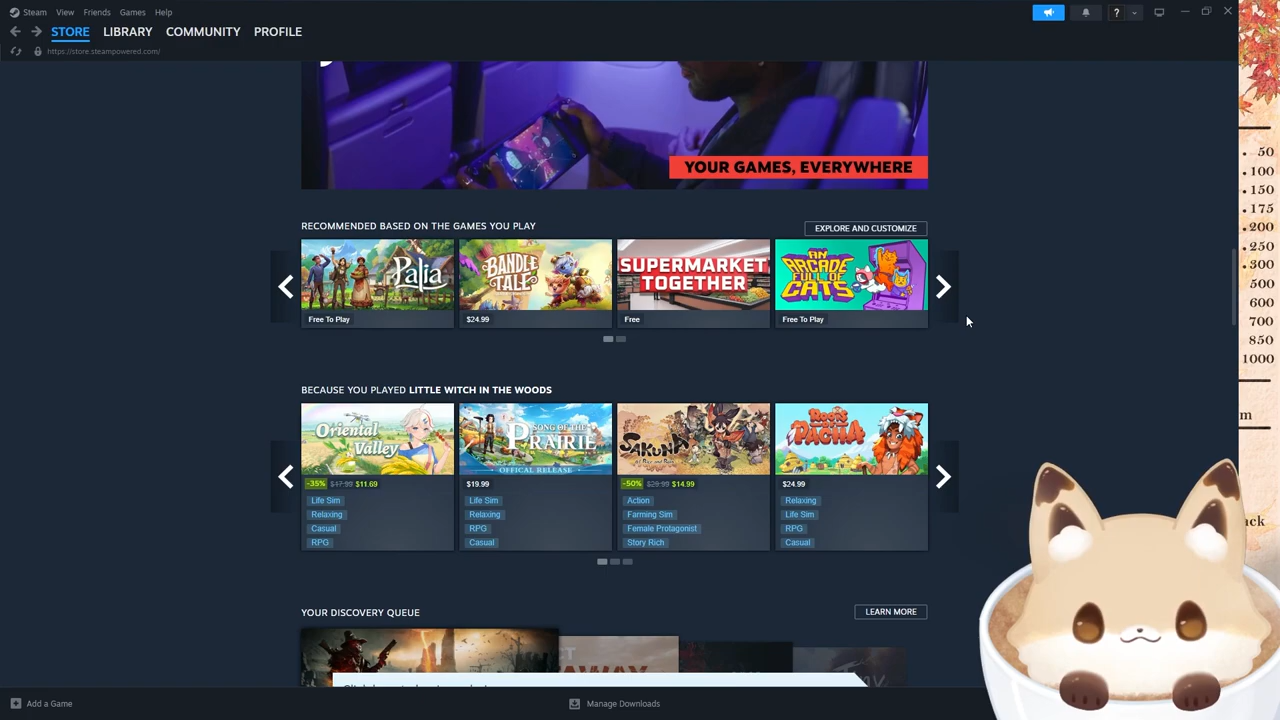 Steam View Friends Games Help
STORE LIBRARY COMMUNITY PROFILE
https://store.steampowered.com/
YOUR GAMES, EVERYWHERE
RECOMMENDED BASED ON THE GAMES YOU PLAY
EXPLORE AND CUSTOMIZE
Palia
BANDLE TALE
SUPERMARKET TOGETHER
AN ARCADE FULL OF CATS
Free To Play
$24.99
Free
Free To Play
BECAUSE YOU PLAYED LITTLE WITCH IN THE WOODS
Oriental Valley
SONG OF THE PRAIRIE
OFFICAL RELEASE
SAKUNA
Roots of PACHA
-35% $17.99 $11.69
$19.99
-50% $29.99 $14.99
$24.99
Life Sim Life Sim Action Relaxing
Relaxing Relaxing Farming Sim Life Sim
Casual RPG Female Protagonist RPG
RPG Casual Story Rich Casual
YOUR DISCOVERY QUEUE
LEARN MORE
Add a Game
Manage Downloads
. 50
. 100
. 150
. 175
. 200
. 250
. 300
500
600
700
850
1000
m
ack